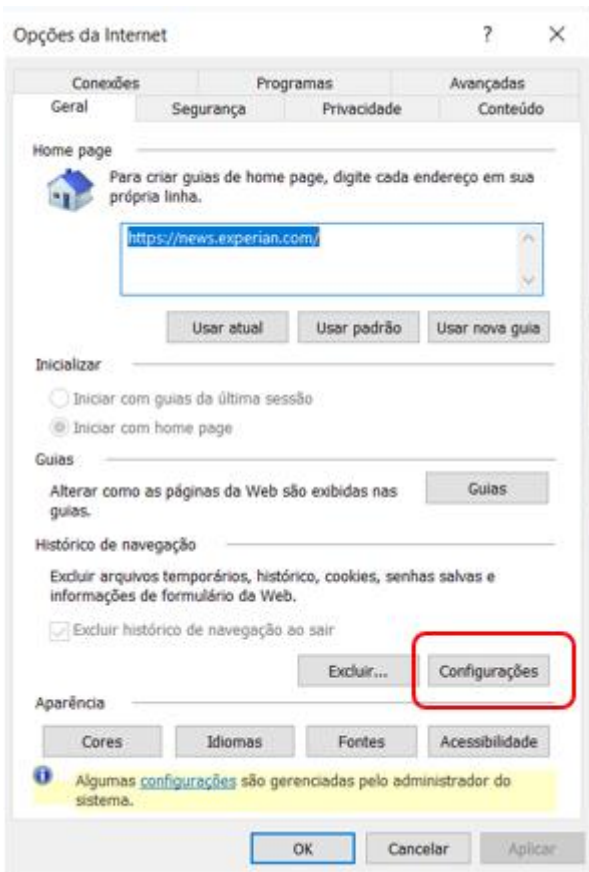 Opções da Internet
?
Conexões
Programas
Avançadas
Geral
Segurança
Privacidade
Conteúdo
Home page
Para criar guias de home page, digite cada endereço em sua
própria linha.
https://news.experian.com/
Usar atual
Usar padrão
Usar nova guia
Inicializar
Iniciar com guias da última sessão
Iniciar com home page
Guias
Alterar como as páginas da Web são exibidas nas
guias.
Guias
Histórico de navegação
Excluir arquivos temporários, histórico, cookies, senhas salvas e
informações de formulário da Web.
Excluir histórico de navegação ao sair
Excluir...
Configurações
Aparência
Cores
Idiomas
Fontes
Acessibilidade
Algumas configurações são gerenciadas pelo administrador do
sistema.
OK
Cancelar
Aplicar